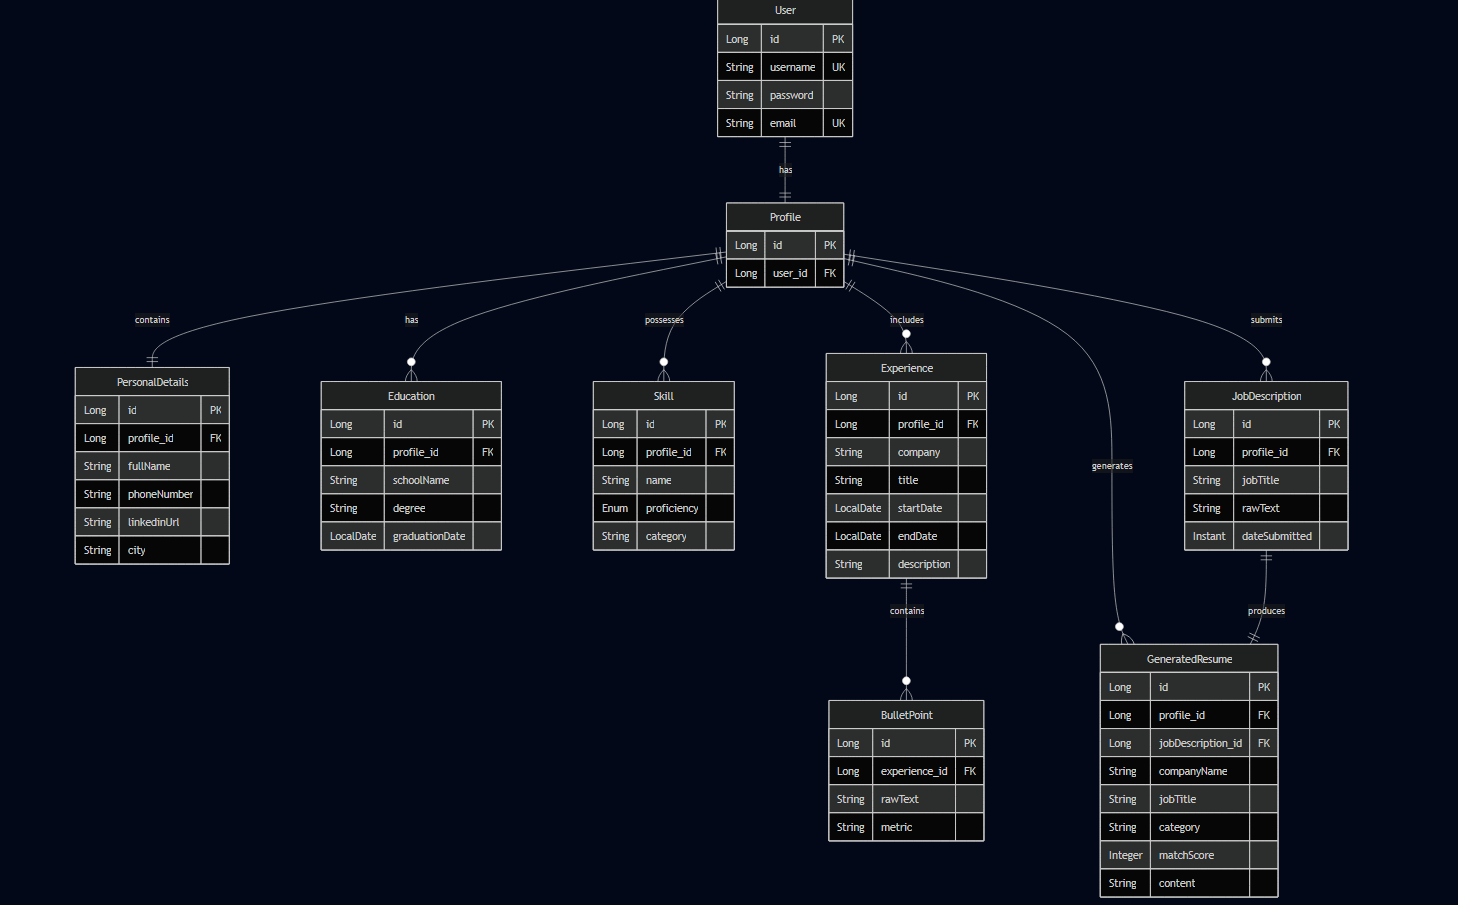 User
Long id PK
String username UK
String password
String email UK
has
Profile
Long id PK
Long user_id FK
contains
has
possesses
includes
submits
PersonalDetails
Long id PK
Long profile_id FK
String fullName
String phoneNumber
String linkedinUrl
String city
Education
Long id PK
Long profile_id FK
String schoolName
String degree
LocalDate graduationDate
Skill
Long id PK
Long profile_id FK
String name
Enum proficiency
String category
Experience
Long id PK
Long profile_id FK
String company
String title
LocalDate startDate
LocalDate endDate
String description
generates
JobDescription
Long id PK
Long profile_id FK
String jobTitle
String rawText
Instant dateSubmitted
contains
produces
BulletPoint
Long id PK
Long experience_id FK
String rawText
String metric
GeneratedResume
Long id PK
Long profile_id FK
Long jobDescription_id FK
String companyName
String jobTitle
String category
Integer matchScore
String content